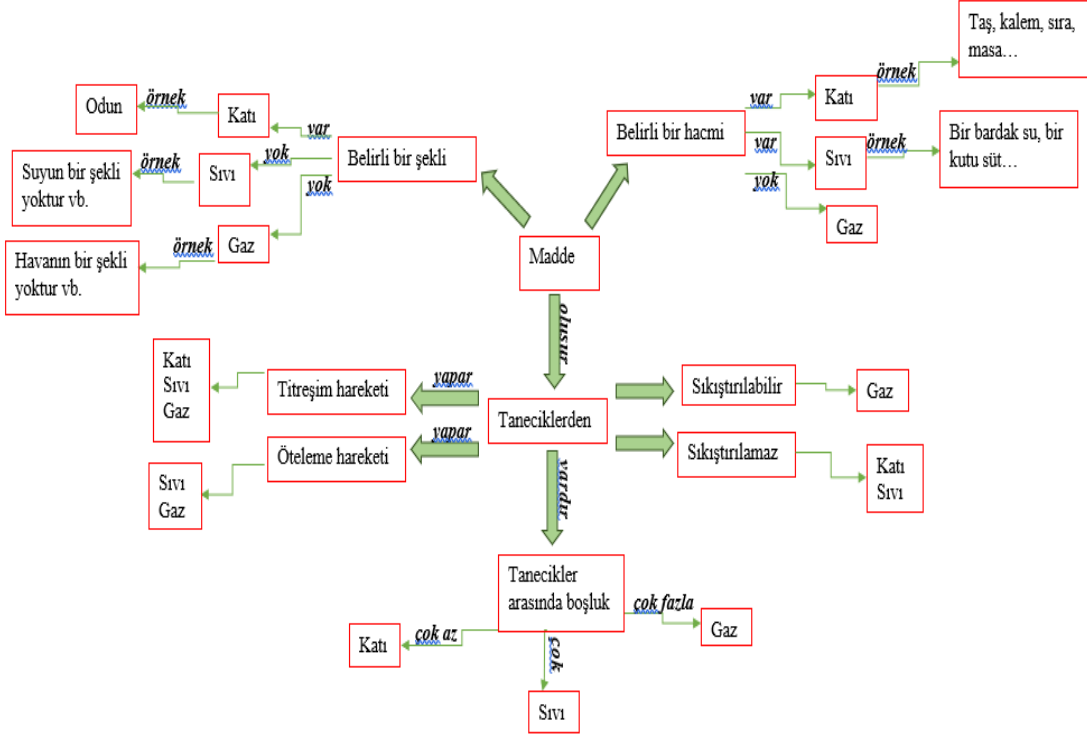 Taş, kalem, sıra,
masa…
örnek
Katı
var
Belirli bir hacmi
var
Sıvı
örnek
Bir bardak su, bir
kutu süt…
yok
Gaz
Odun
örnek
Katı
var
Belirli bir şekli
yok
Sıvı
örnek
Suyun bir şekli
yoktur vb.
yok
Gaz
örnek
Havanın bir şekli
yoktur vb.
Madde
oluşur
Katı
Sıvı
Gaz
Titreşim hareketi
yapar
Taneciklerden
Sıkıştırılabilir
Gaz
yapar
Öteleme hareketi
Sıvı
Gaz
Sıkıştırılamaz
Katı
Sıvı
vardır
Tanecikler
arasında boşluk
çok fazla
Gaz
çok az
Katı
çok
Sıvı